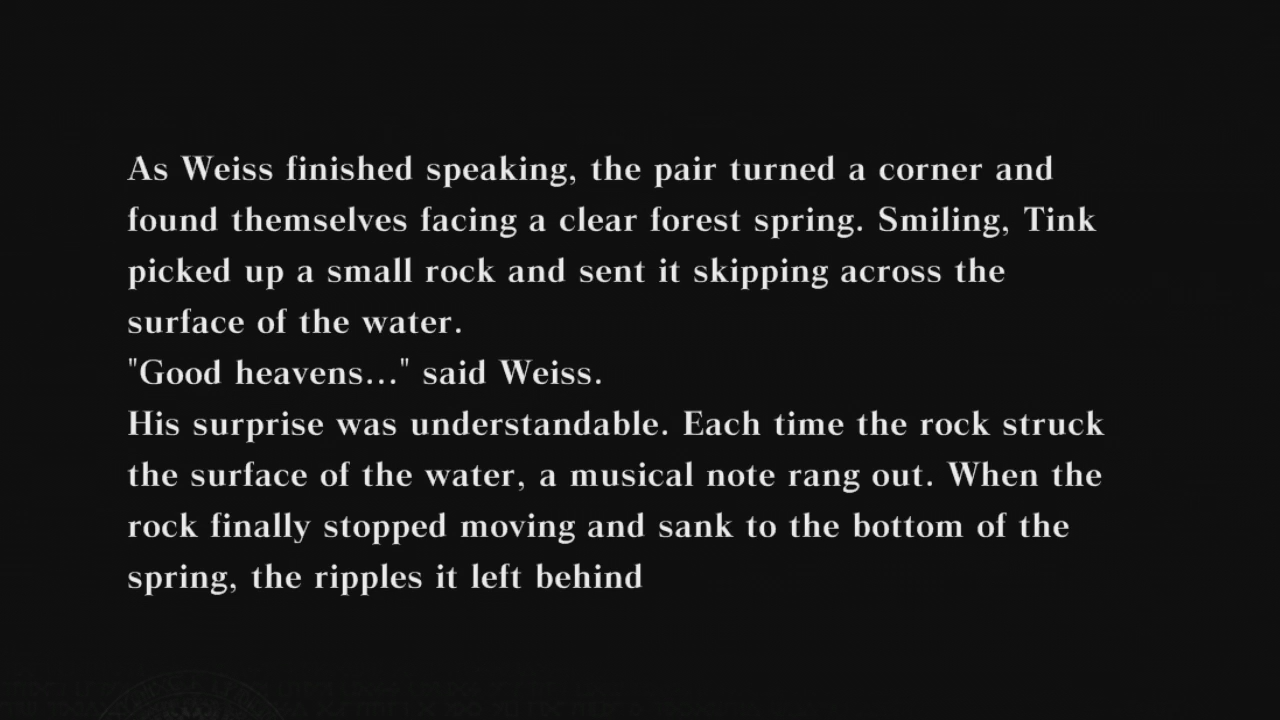 As Weiss finished speaking, the pair turned a corner and
found themselves facing a clear forest spring. Smiling, Tink
picked up a small rock and sent it skipping across the
surface of the water.
"Good heavens..." said Weiss.
His surprise was understandable. Each time the rock struck
the surface of the water, a musical note rang out. When the
rock finally stopped moving and sank to the bottom of the
spring, the ripples it left behind